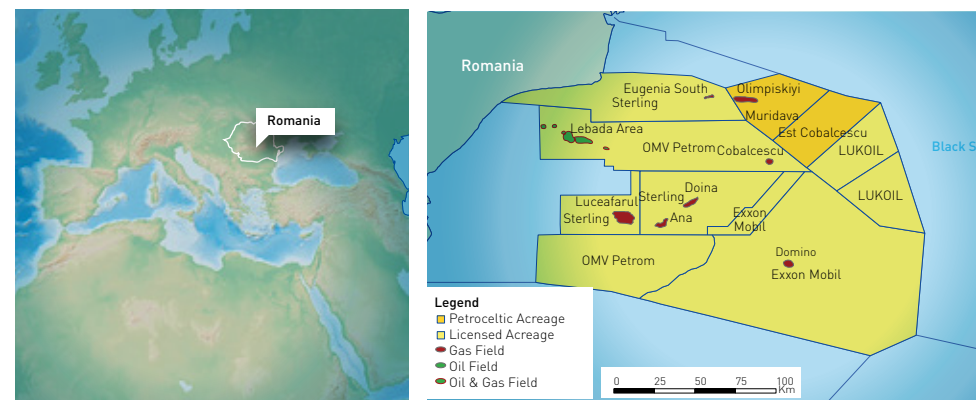 Romania
Romania
Eugenia South
Sterling
Olimpiskiyi
Muridava
Est Cobalcescu
Lebada Area
OMV Petrom
Cobalcescu
LUKOIL
Black S
LUKOIL
Luceafarul
Sterling
Sterling
Doina
Ana
Exxon
Mobil
OMV Petrom
Domino
Exxon Mobil
Legend
Petroceltic Acreage
Licensed Acreage
Gas Field
Oil Field
Oil & Gas Field
0 25 50 75 100
Km